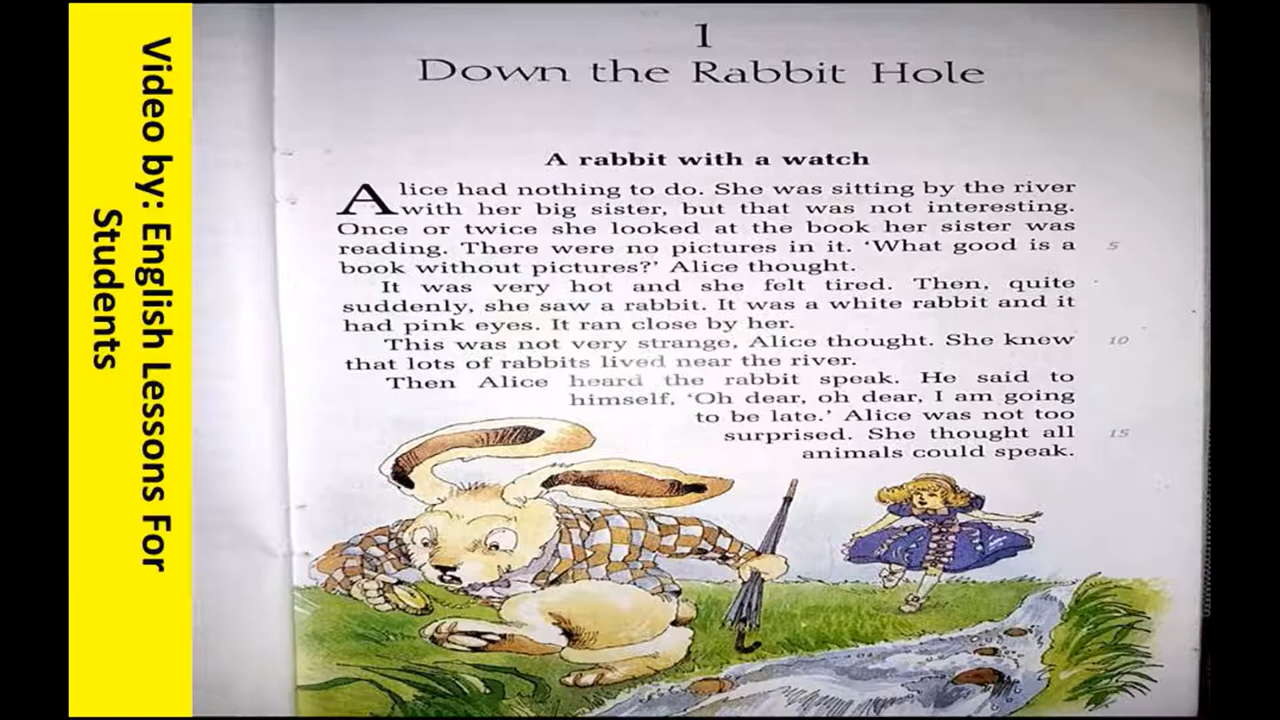 Video by: English Lessons For
Students
1
Down the Rabbit Hole
A rabbit with a watch
Alice had nothing to do. She was sitting by the river
with her big sister, but that was not interesting.
Once or twice she looked at the book her sister was
reading. There were no pictures in it. ‘What good is a
5
book without pictures?’ Alice thought.
It was very hot and she felt tired. Then, quite
suddenly, she saw a rabbit. It was a white rabbit and it
had pink eyes. It ran close by her.
This was not very strange, Alice thought. She knew
10
that lots of rabbits lived near the river.
Then Alice heard the rabbit speak. He said to
himself, ‘Oh dear, oh dear, I am going
to be late.’ Alice was not too
surprised. She thought all
15
animals could speak.